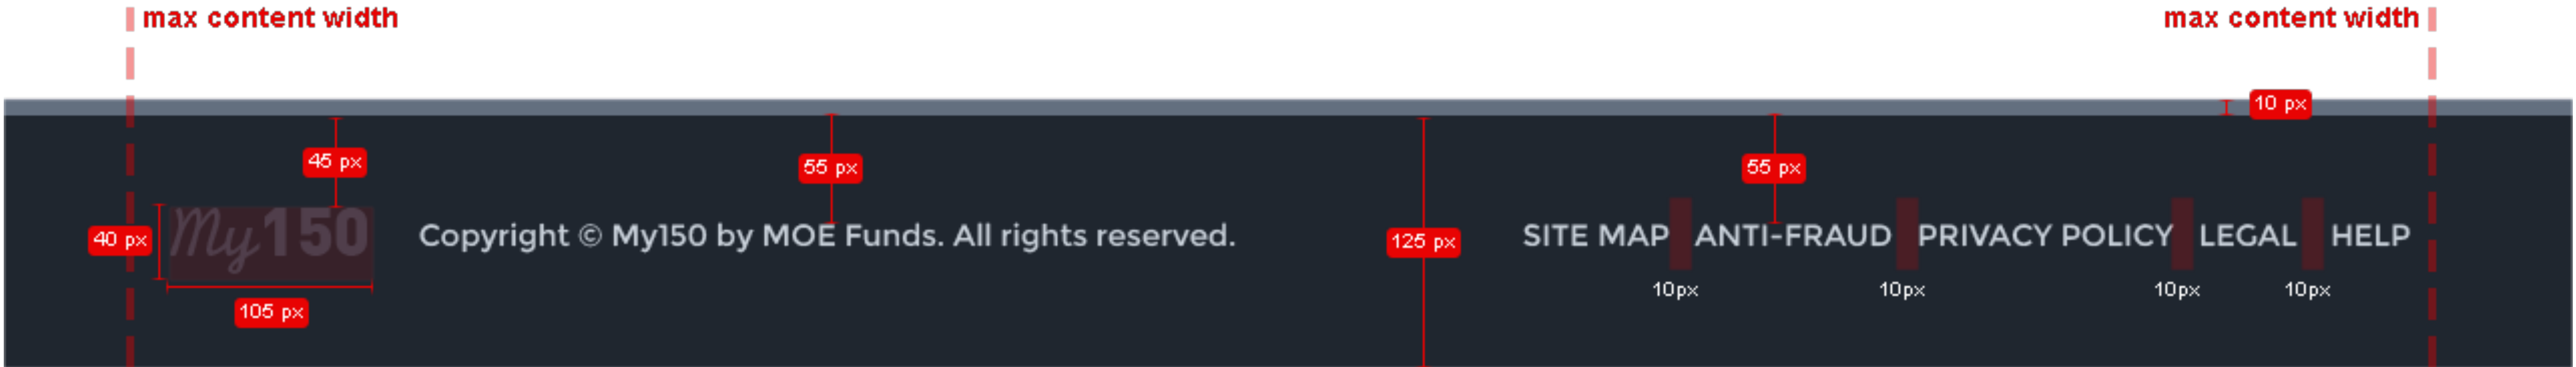 max content width
max content width
10 px
45 px
55 px
55 px
40 px
My150
Copyright © My150 by MOE Funds. All rights reserved.
125 px
SITE MAP ANTI-FRAUD PRIVACY POLICY LEGAL HELP
105 px
10px
10px
10px
10px